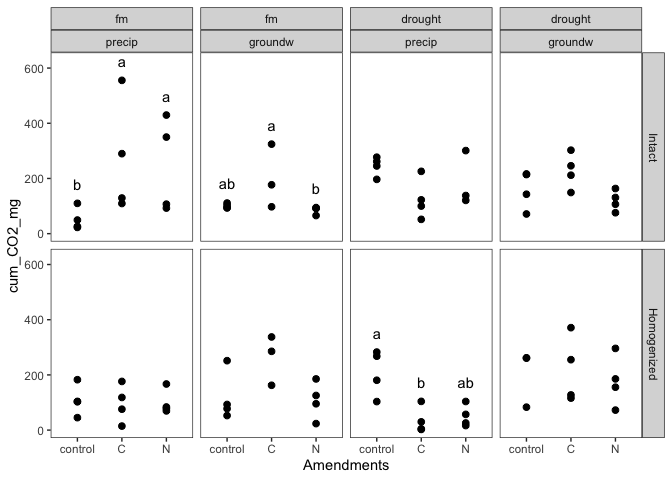 fm fm drought drought
precip groundw precip groundw
600
400
200
0
a
a
b
a
ab
b
Intact
cum_CO2_mg
600
400
200
0
a
b
ab
Homogenized
control C N control C N control C N control C N
Amendments